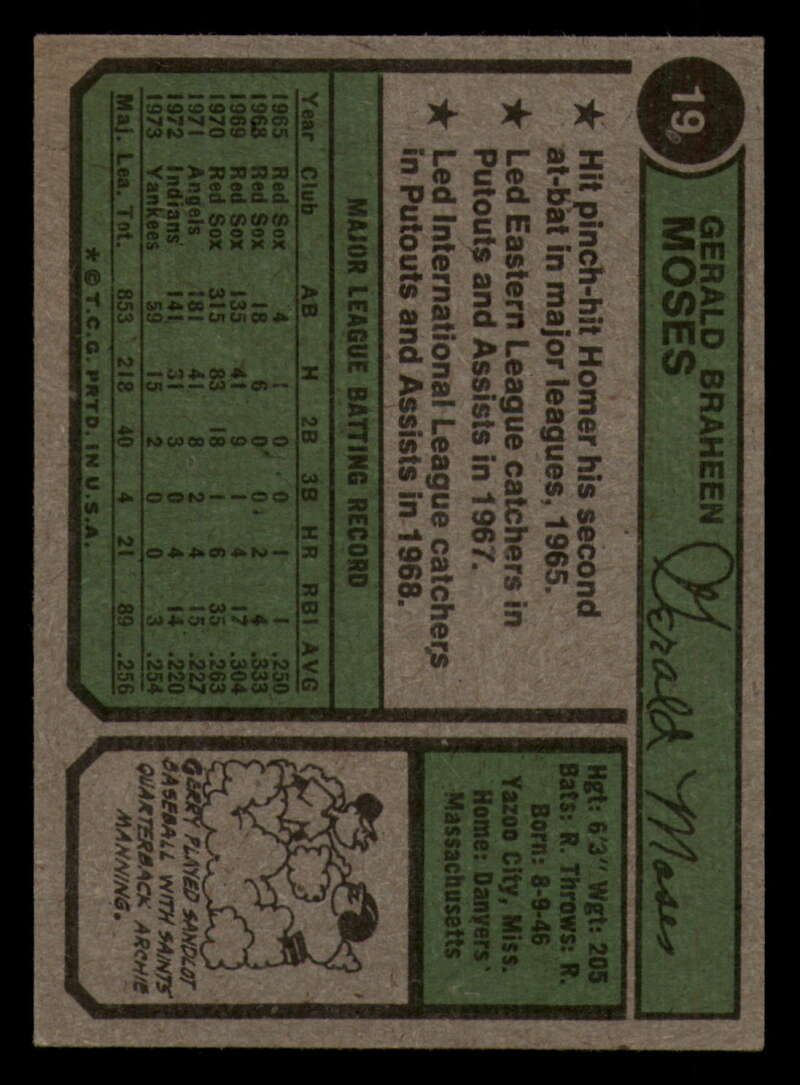 19
GERALD BRAHEEN
MOSES
Gerald Moses
★ Hit pinch-hit Homer his second
at-bat in major leagues, 1965.
★ Led Eastern League catchers in
Putouts and Assists in 1967.
★ Led International League catchers
in Putouts and Assists in 1968.
MAJOR LEAGUE BATTING RECORD
Year Club AB H 2B 3B HR RBI AVG
1965 Red Sox 4 1 0 0 1 1 .250
1968 Red Sox 18 6 0 0 2 4 .333
1969 Red Sox 135 41 9 1 4 17 .304
1970 Red Sox 315 83 18 1 6 35 .263
1971 Angels 181 41 8 2 4 15 .227
1972 Indians 141 31 3 0 4 14 .220
1973 Yankees 59 15 2 0 0 3 .254
Maj. Lea. Tot. 853 218 40 4 21 89 .256
* © T.C.G. PRTD. IN U.S.A.
Hgt: 6'3" Wgt: 205
Bats: R. Throws: R.
Born: 8-9-46
Yazoo City, Miss.
Home: Danvers
Massachusetts
GERRY PLAYED SANDLOT
BASEBALL WITH SAINTS'
QUARTERBACK ARCHIE
MANNING.